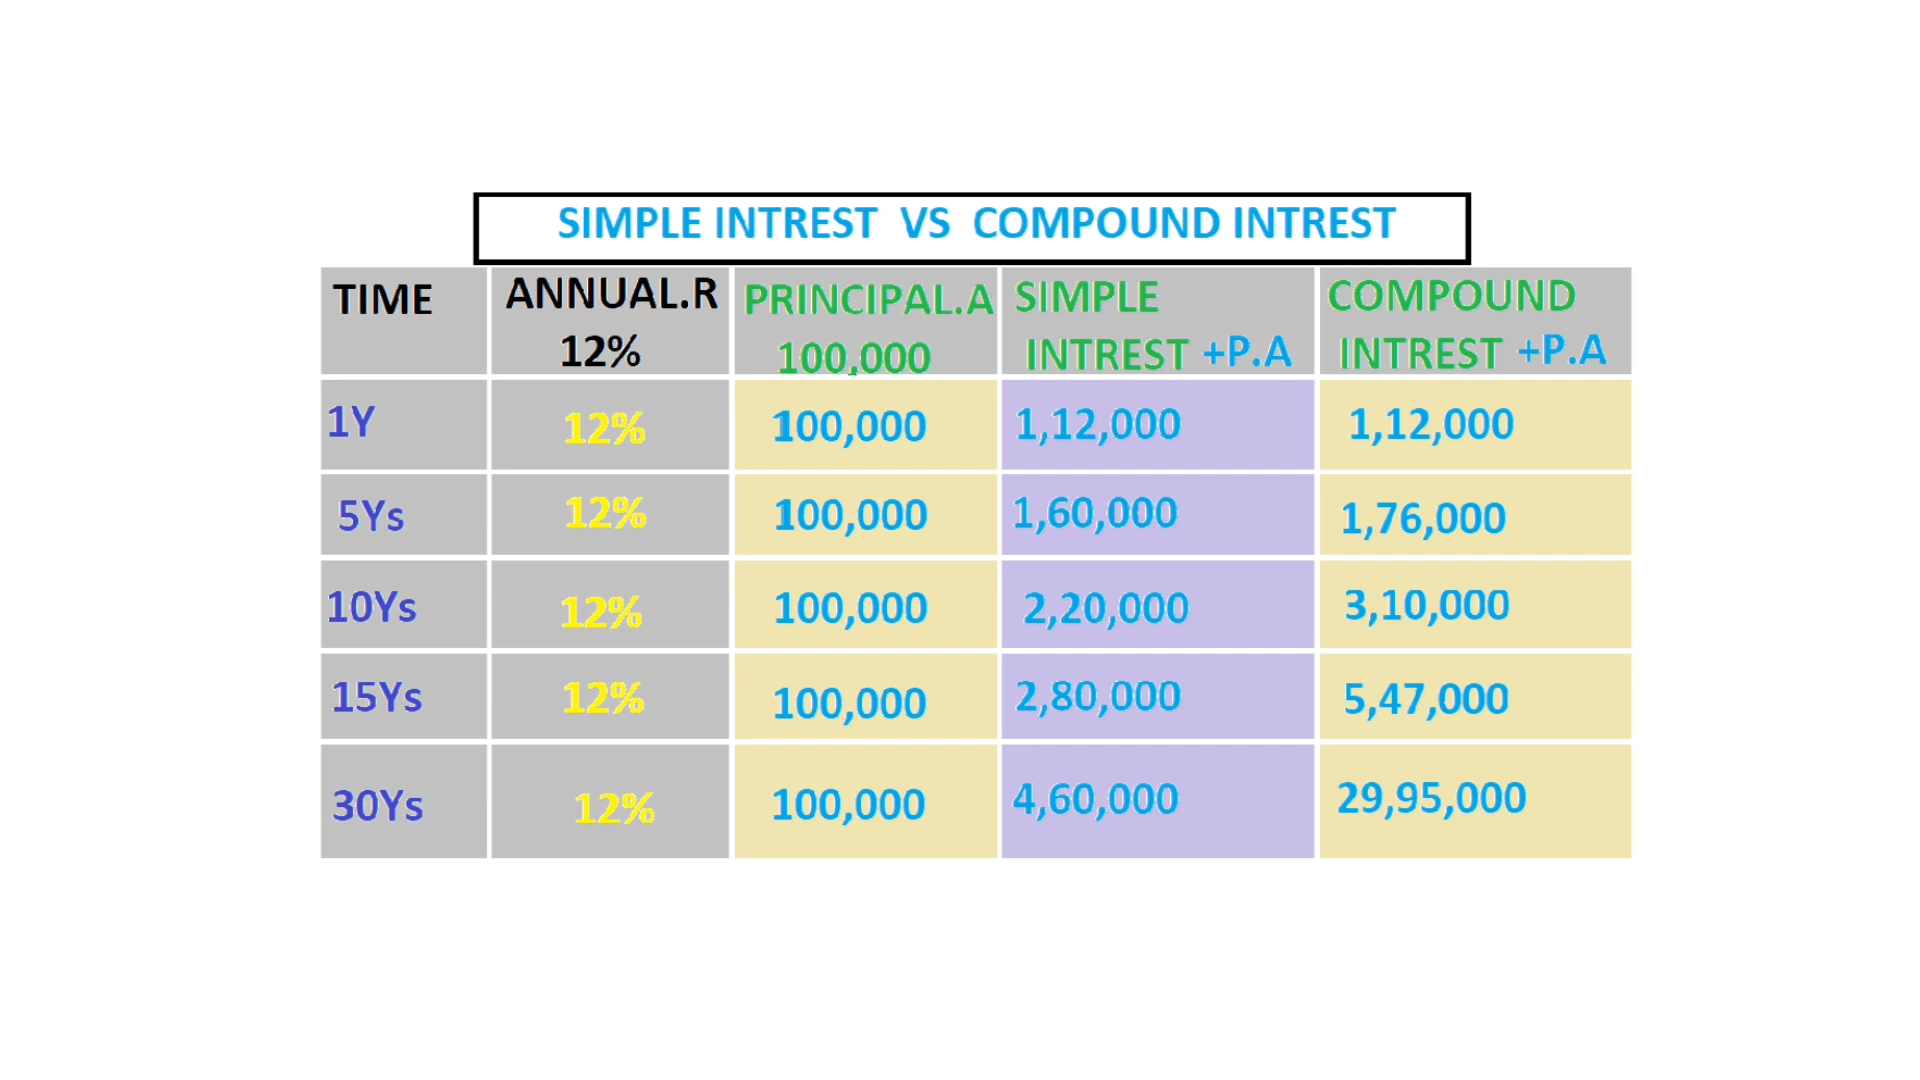 SIMPLE INTREST VS COMPOUND INTREST
TIME ANNUAL.R PRINCIPAL.A SIMPLE COMPOUND
12% 100,000 INTREST +P.A INTREST +P.A
1Y 12% 100,000 1,12,000 1,12,000
5Ys 12% 100,000 1,60,000 1,76,000
10Ys 12% 100,000 2,20,000 3,10,000
15Ys 12% 100,000 2,80,000 5,47,000
30Ys 12% 100,000 4,60,000 29,95,000